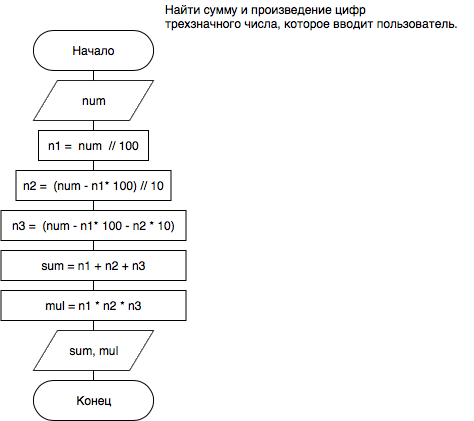 Найти сумму и произведение цифр
трехзначного числа, которое вводит пользователь.
Начало
num
n1 = num // 100
n2 = (num - n1* 100) // 10
n3 = (num - n1* 100 - n2 * 10)
sum = n1 + n2 + n3
mul = n1 * n2 * n3
sum, mul
Конец